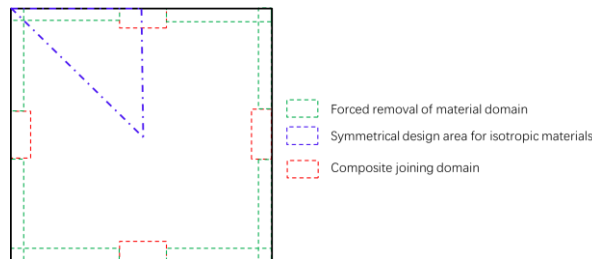 Forced removal of material domain
Symmetrical design area for isotropic materials
Composite joining domain